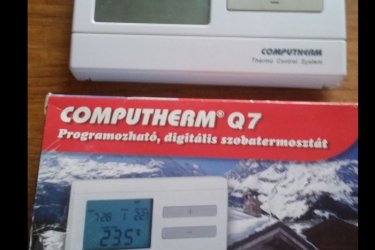 COMPUTHERM
Thermo Control System
COMPUTHERM® Q7
Programozható, digitális szobatermosztát
23.5